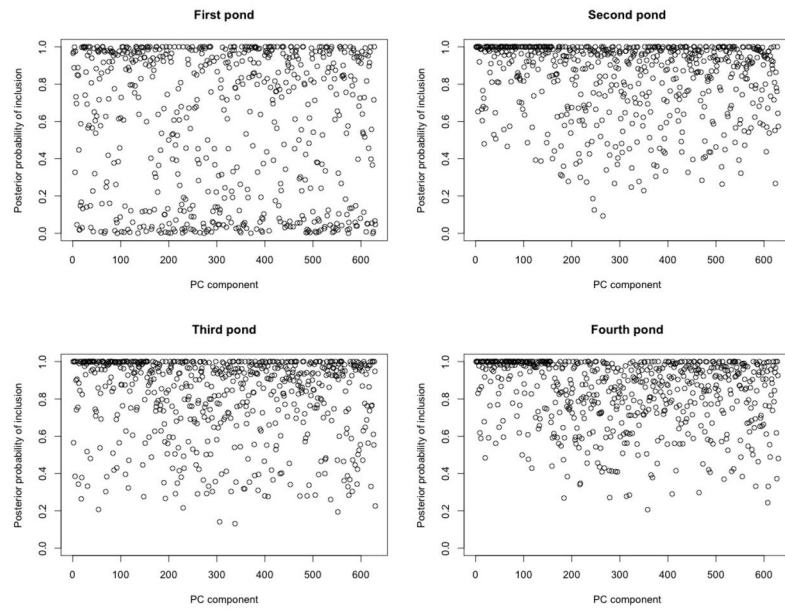 First pond
Posterior probability of inclusion
1.0
0.8
0.6
0.4
0.2
0.0
0 100 200 300 400 500 600
PC component
Second pond
Posterior probability of inclusion
1.0
0.8
0.6
0.4
0.2
0.0
0 100 200 300 400 500 600
PC component
Third pond
Posterior probability of inclusion
1.0
0.8
0.6
0.4
0.2
0.0
0 100 200 300 400 500 600
PC component
Fourth pond
Posterior probability of inclusion
1.0
0.8
0.6
0.4
0.2
0.0
0 100 200 300 400 500 600
PC component